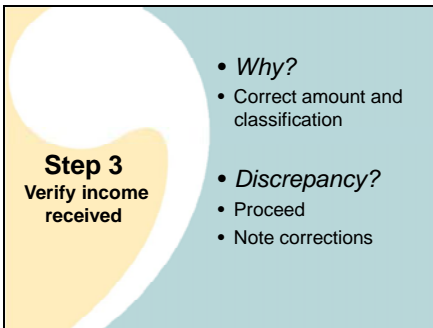 Step 3
Verify income
received
• Why?
• Correct amount and
classification
• Discrepancy?
• Proceed
• Note corrections